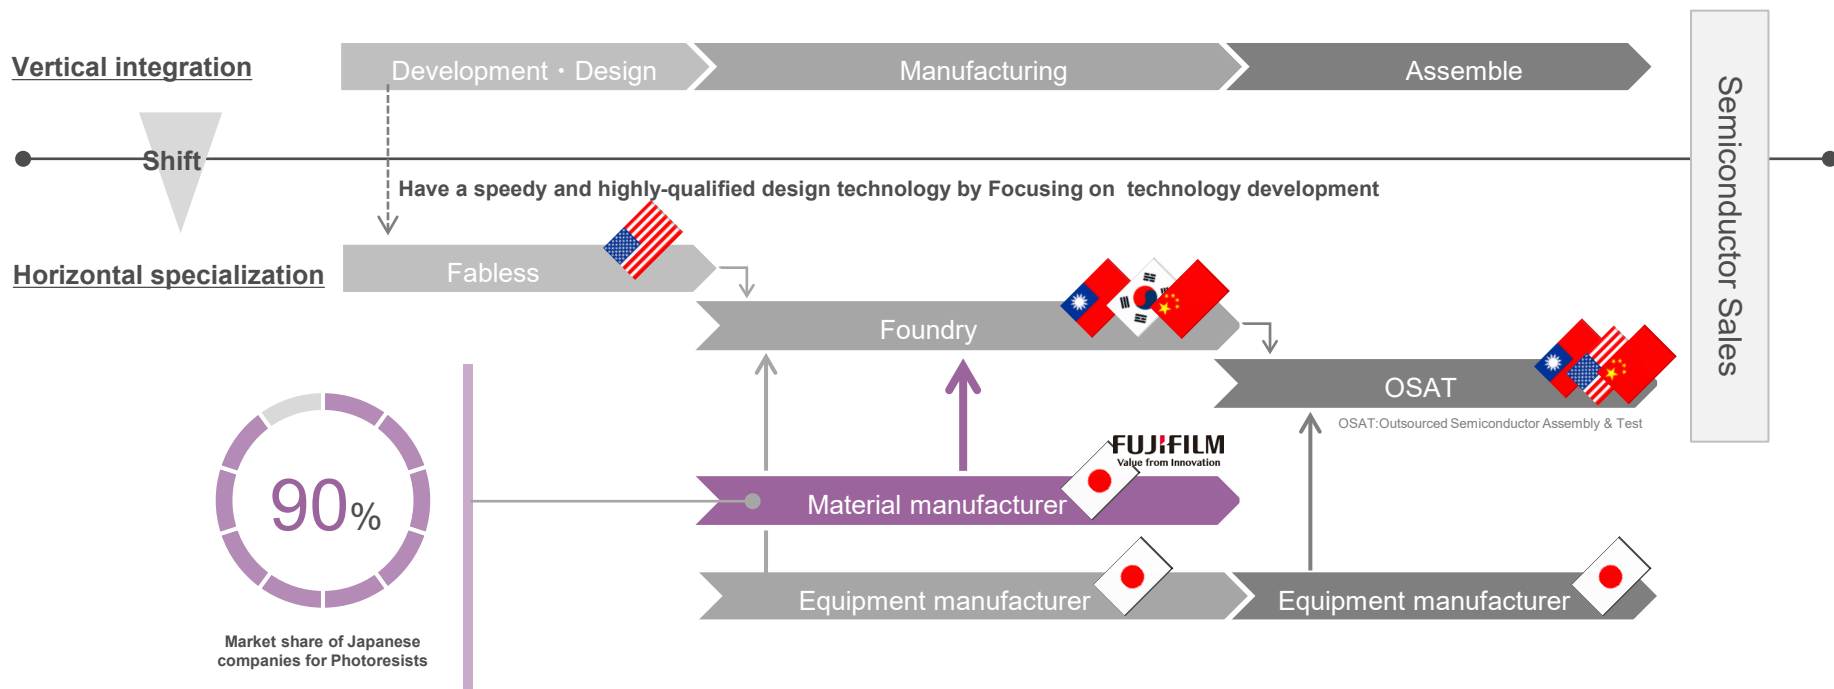 Vertical integration
Development・Design
Manufacturing
Assemble
Semiconductor Sales
Shift
Have a speedy and highly-qualified design technology by Focusing on technology development
Horizontal specialization
Fabless
Foundry
OSAT
OSAT:Outsourced Semiconductor Assembly & Test
FUJIFILM
Value from Innovation
90%
Material manufacturer
Equipment manufacturer
Equipment manufacturer
Market share of Japanese
companies for Photoresists